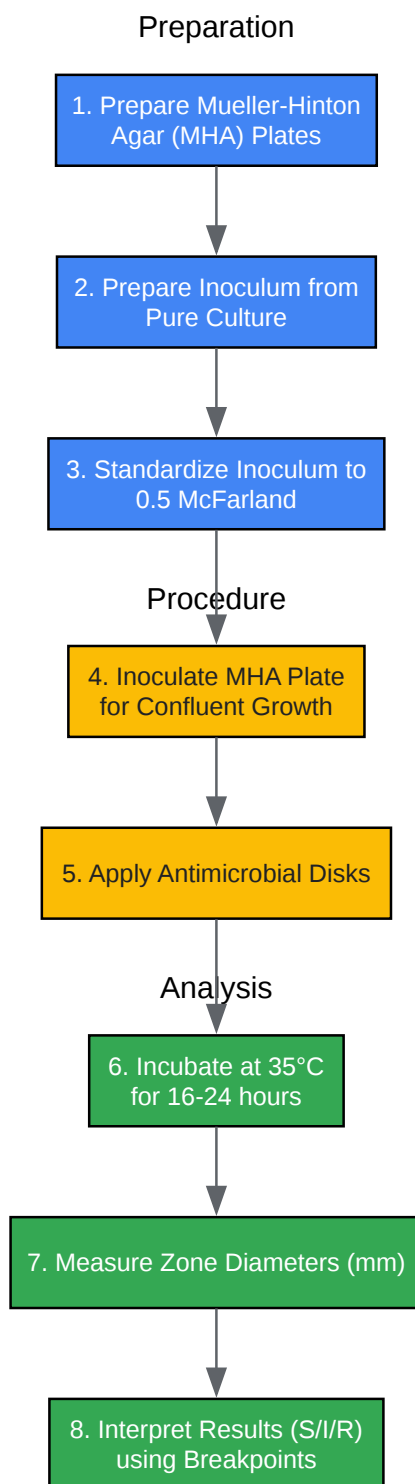 Preparation
1. Prepare Mueller-Hinton
Agar (MHA) Plates
2. Prepare Inoculum from
Pure Culture
3. Standardize Inoculum to
0.5 McFarland
Procedure
4. Inoculate MHA Plate
for Confluent Growth
5. Apply Antimicrobial Disks
Analysis
6. Incubate at 35°C
for 16-24 hours
7. Measure Zone Diameters (mm)
8. Interpret Results (S/I/R)
using Breakpoints